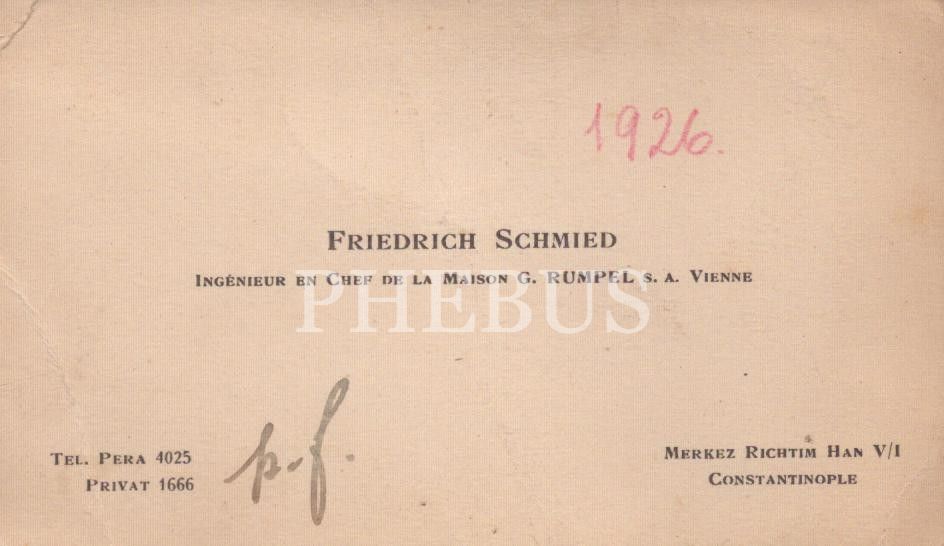 1926.
FRIEDRICH SCHMIED
INGÉNIEUR EN CHEF DE LA MAISON G. RUMPEL S. A. VIENNE
PHEBUS
p.f.
TEL. PERA 4025
PRIVAT 1666
MERKEZ RICHTIM HAN V/I
CONSTANTINOPLE